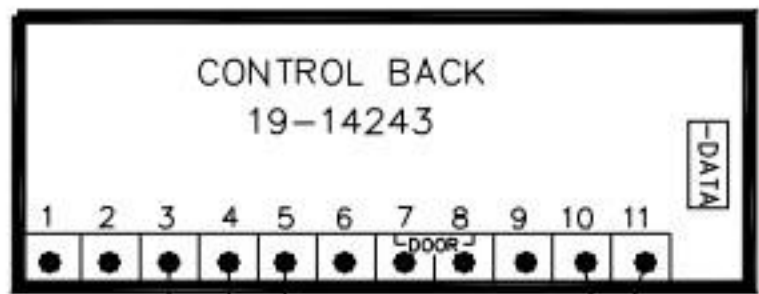 CONTROL BACK
19-14243
-DATA
1 2 3 4 5 6 7 8 9 10 11
DOOR